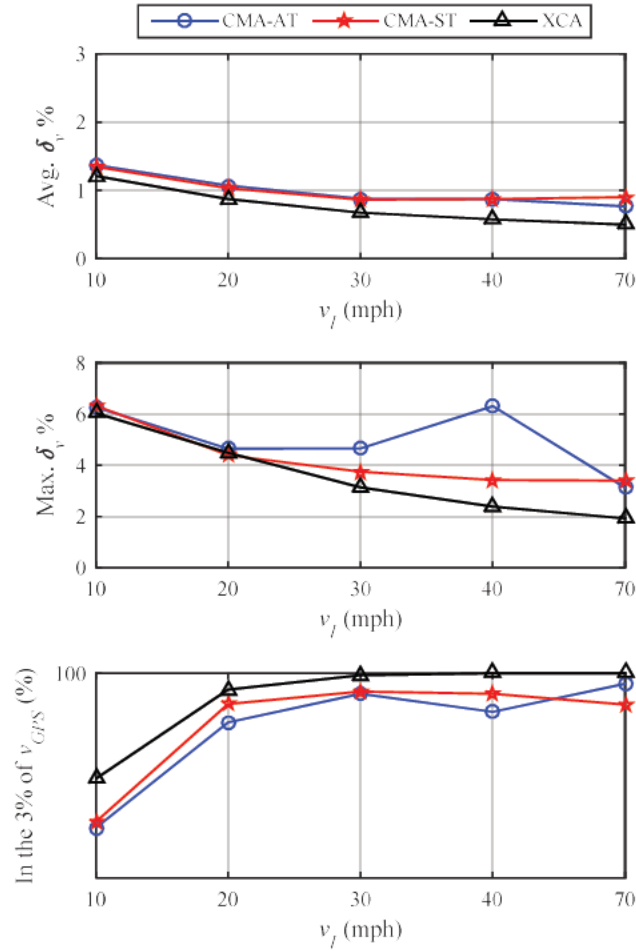 CMA-AT CMA-ST XCA
3
2
1
0
Avg. δv %
10 20 30 40 70
vl (mph)
8
6
4
2
0
Max. δv %
10 20 30 40 70
vl (mph)
100
In the 3% of vGPS (%)
10 20 30 40 70
vl (mph)